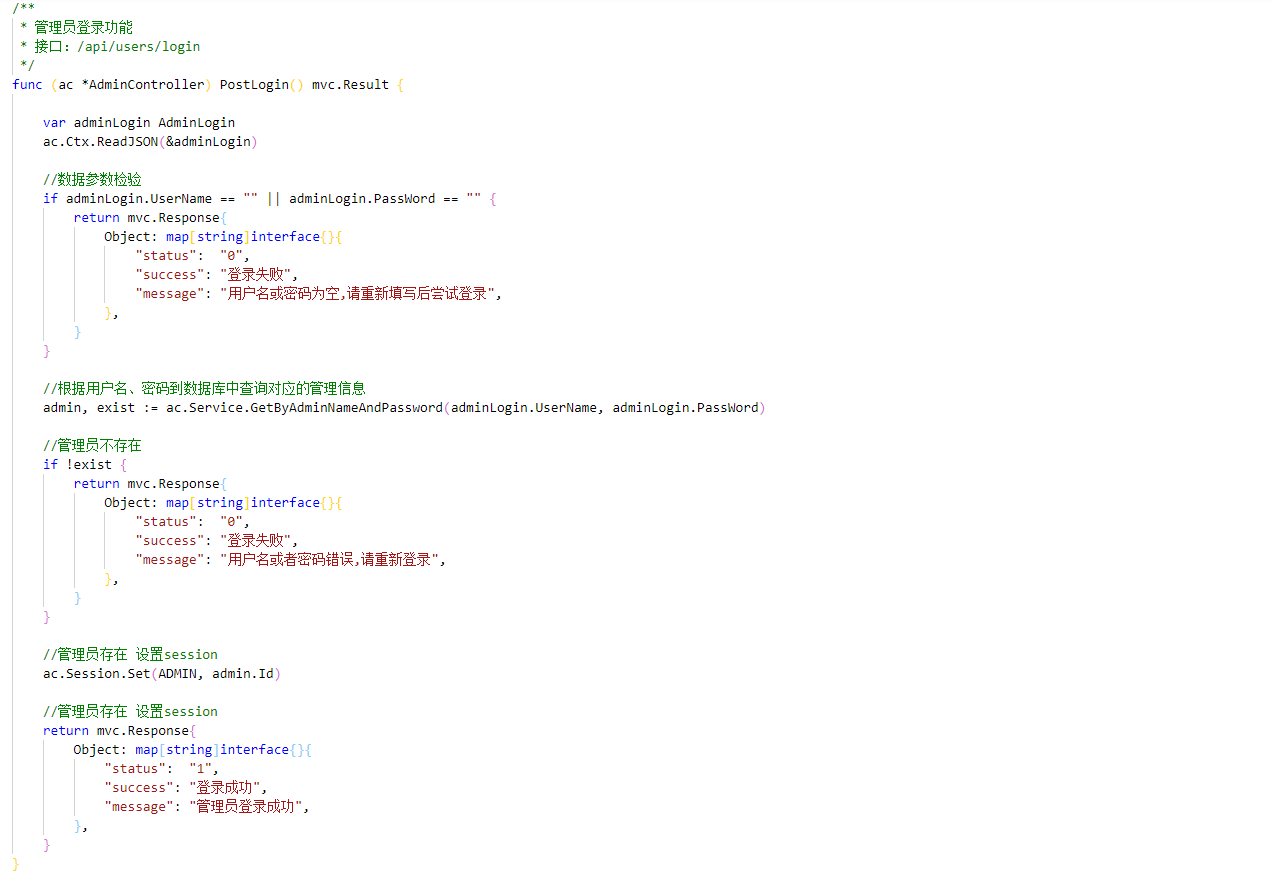 /**
 * 管理员登录功能
 * 接口: /api/users/login
 */
func (ac *AdminController) PostLogin() mvc.Result {
    var adminLogin AdminLogin
    ac.Ctx.ReadJSON(&adminLogin)
    //数据参数检验
    if adminLogin.UserName == "" || adminLogin.PassWord == "" {
        return mvc.Response{
            Object: map[string]interface{}{
                "status":  "0",
                "success": "登录失败",
                "message": "用户名或密码为空,请重新填写后尝试登录",
            },
        }
    }
    //根据用户名、密码到数据库中查询对应的管理信息
    admin, exist := ac.Service.GetByAdminNameAndPassword(adminLogin.UserName, adminLogin.PassWord)
    //管理员不存在
    if !exist {
        return mvc.Response{
            Object: map[string]interface{}{
                "status":  "0",
                "success": "登录失败",
                "message": "用户名或者密码错误,请重新登录",
            },
        }
    }
    //管理员存在 设置session
    ac.Session.Set(ADMIN, admin.Id)
    //管理员存在 设置session
    return mvc.Response{
        Object: map[string]interface{}{
            "status":  "1",
            "success": "登录成功",
            "message": "管理员登录成功",
        },
    }
}